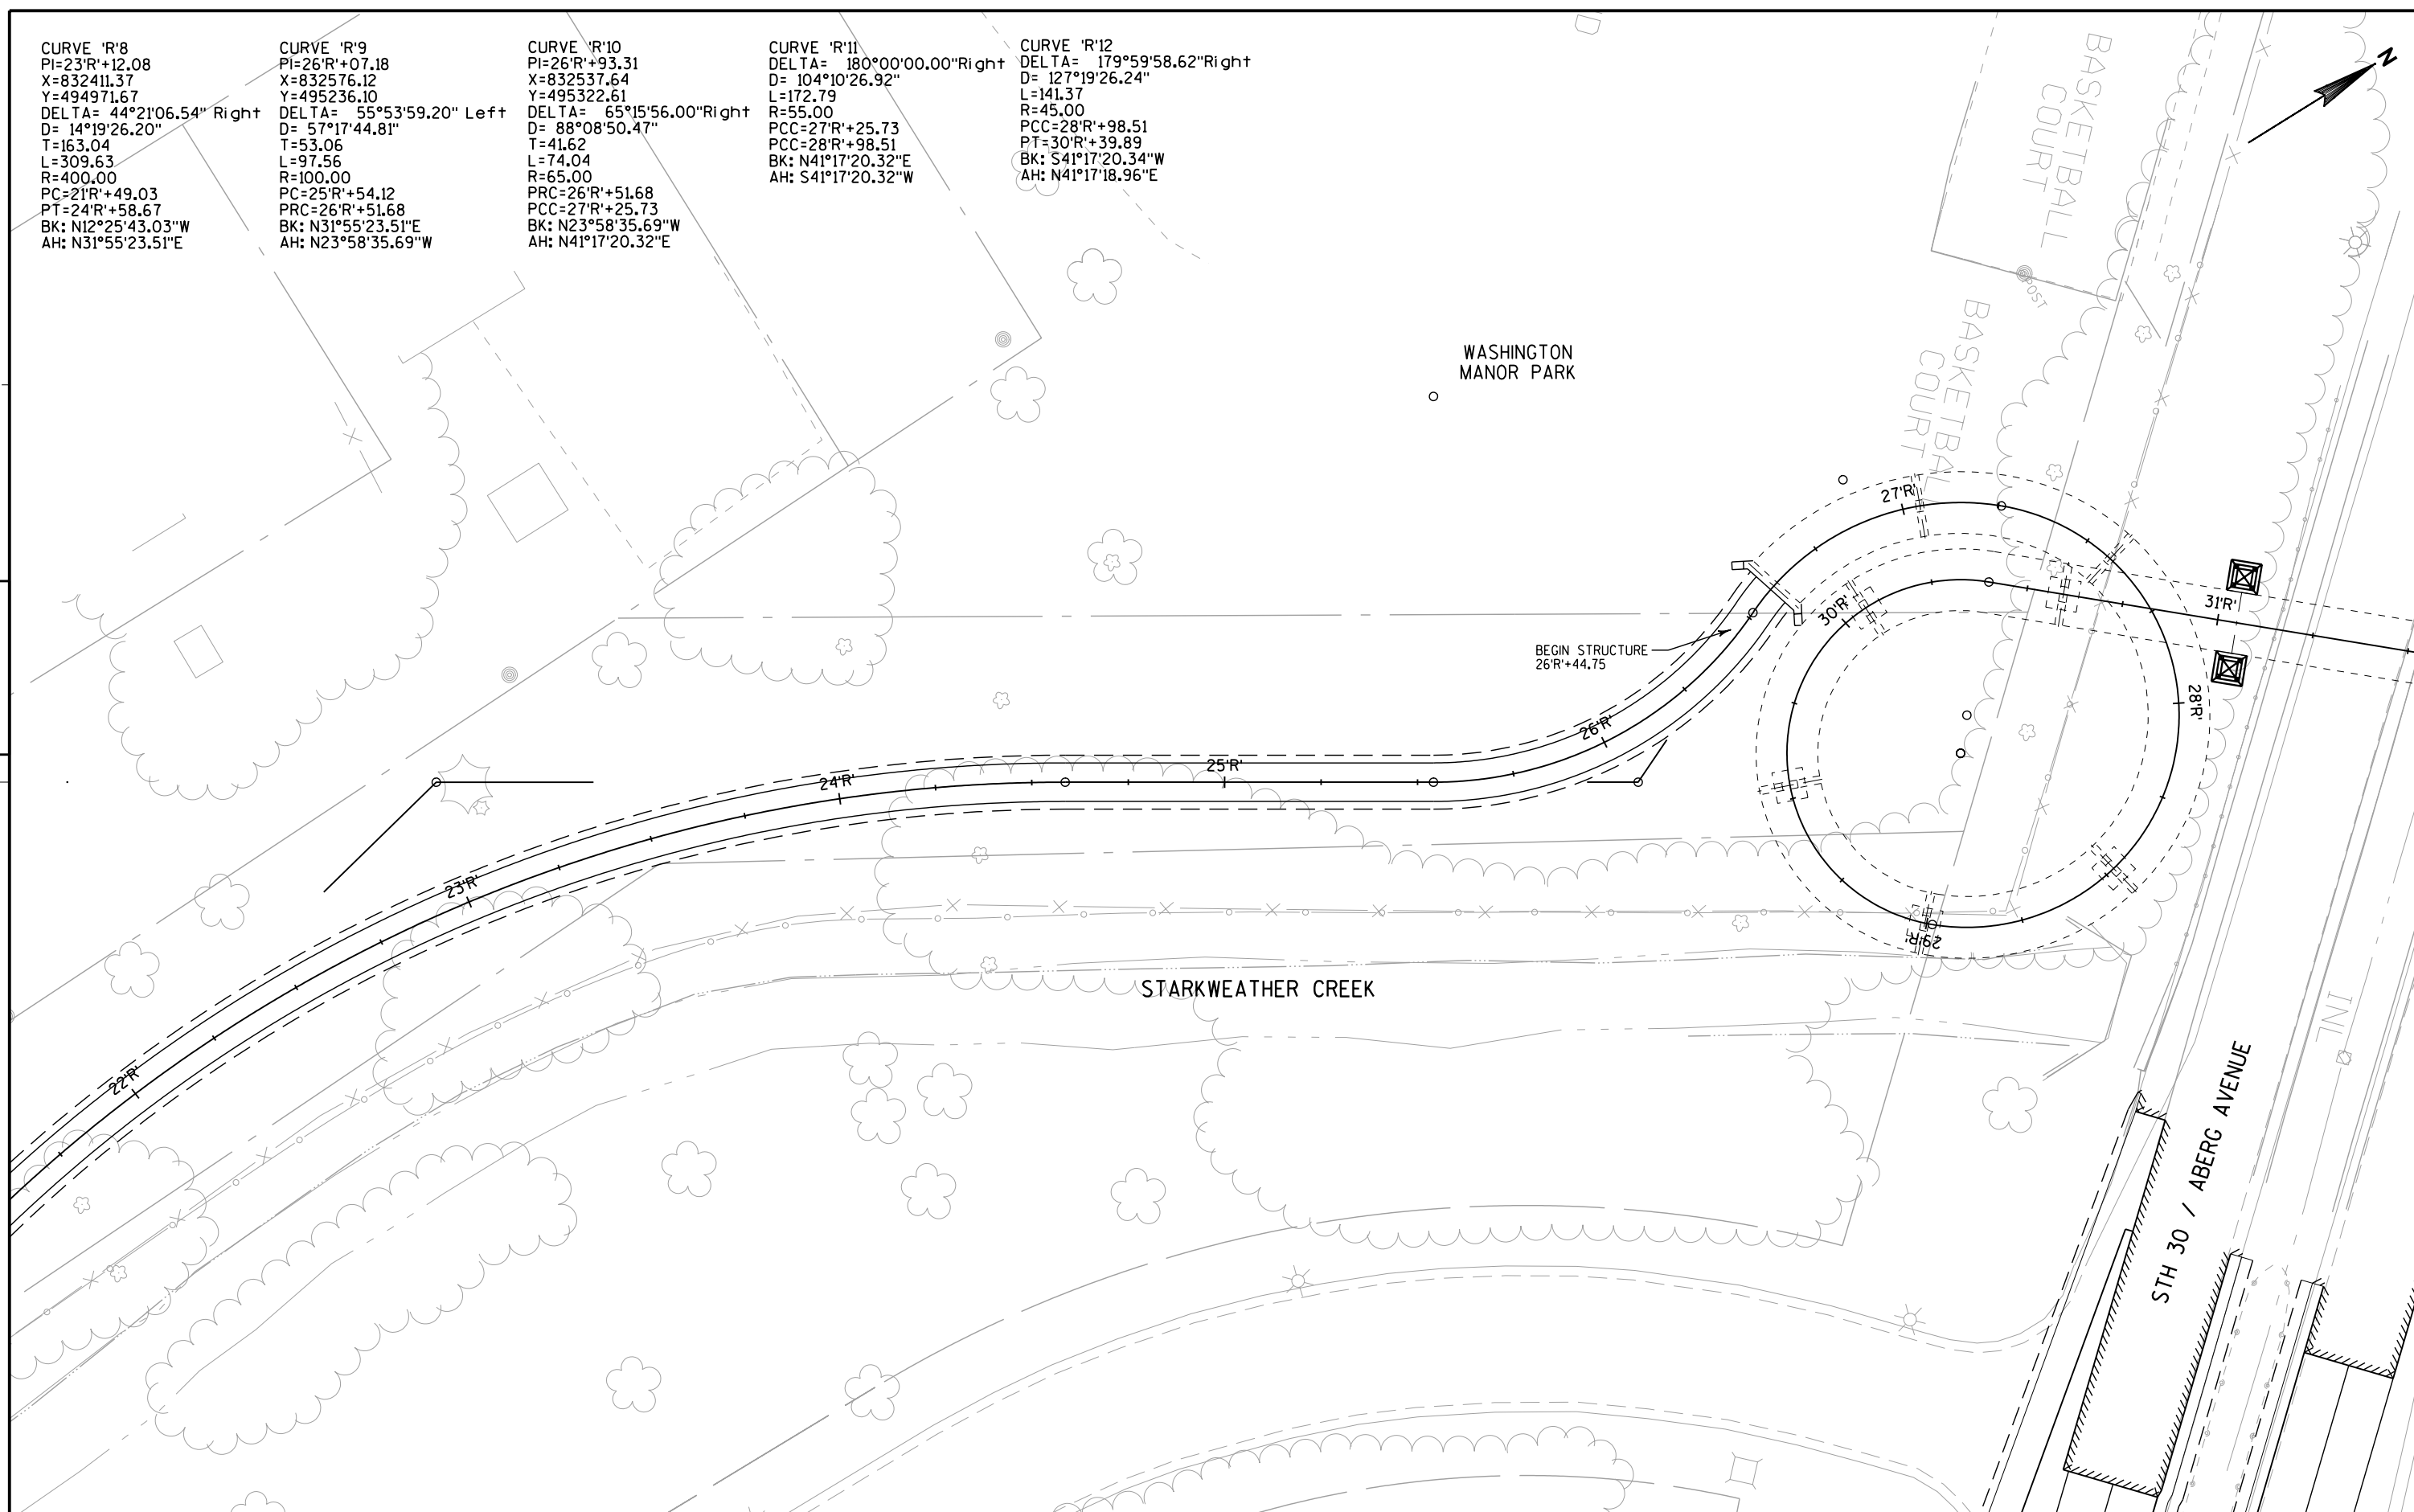 CURVE 'R'8
PI=23'R'+12.08
X=832411.37
Y=494971.67
DELTA= 44°21'06.54" Right
D= 14°19'26.20"
T=163.04
L=309.63
R=400.00
PC=21'R'+49.03
PT=24'R'+58.67
BK: N12°25'43.03"W
AH: N31°55'23.51"E
CURVE 'R'9
PI=26'R'+07.18
X=832576.12
Y=495236.10
DELTA= 55°53'59.20" Left
D= 57°17'44.81"
T=53.06
L=97.56
R=100.00
PC=25'R'+54.12
PRC=26'R'+51.68
BK: N31°55'23.51"E
AH: N23°58'35.69"W
CURVE 'R'10
PI=26'R'+93.31
X=832537.64
Y=495322.61
DELTA= 65°15'56.00"Right
D= 88°08'50.47"
T=41.62
L=74.04
R=65.00
PRC=26'R'+51.68
PCC=27'R'+25.73
BK: N23°58'35.69"W
AH: N41°17'20.32"E
CURVE 'R'11
DELTA= 180°00'00.00"Right
D= 104°10'26.92"
L=172.79
R=55.00
PCC=27'R'+25.73
PCC=28'R'+98.51
BK: N41°17'20.32"E
AH: S41°17'20.32"W
CURVE 'R'12
DELTA= 179°59'58.62"Right
D= 127°19'26.24"
L=141.37
R=45.00
PCC=28'R'+98.51
PT=30'R'+39.89
BK: S41°17'20.34"W
AH: N41°17'18.96"E
N
BASKETBALL
COURT
POST
BASKETBAL
COURT
WASHINGTON
MANOR PARK
27'R'
30'R'
31'R'
BEGIN STRUCTURE
26'R'+44.75
28'R'
26'R'
25'R'
24'R'
23'R'
29'R'
22'R'
STARKWEATHER CREEK
INL
STH 30 / ABERG AVENUE